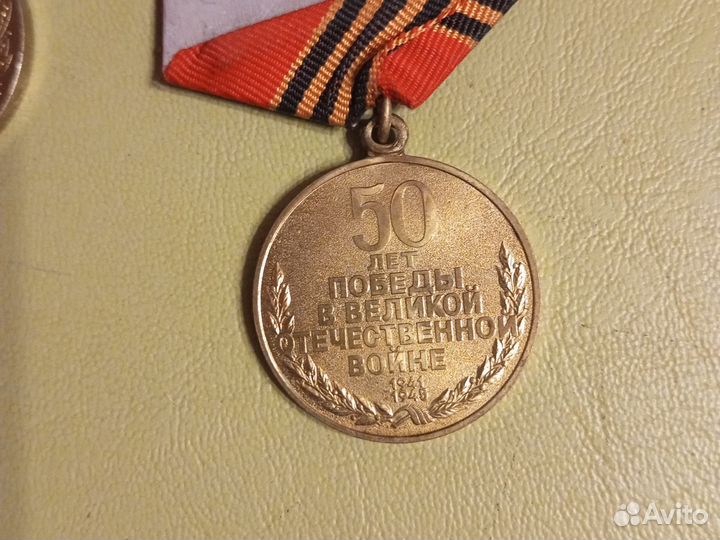 50
ЛЕТ
ПОБЕДЫ
В ВЕЛИКОЙ
ОТЕЧЕСТВЕННОЙ
ВОЙНЕ
1941
1945
Avito